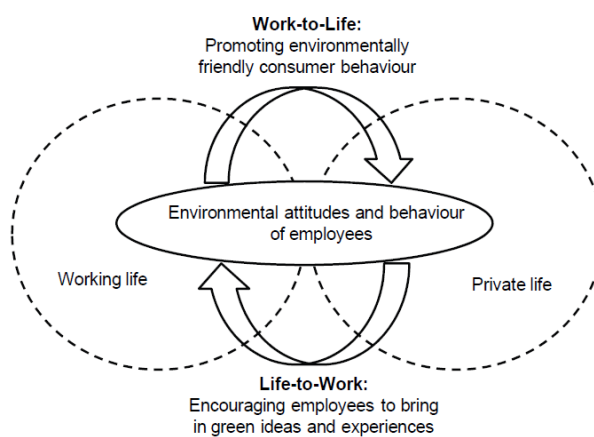 Work-to-Life:
Promoting environmentally
friendly consumer behaviour
Environmental attitudes and behaviour
of employees
Working life
Private life
Life-to-Work:
Encouraging employees to bring
in green ideas and experiences